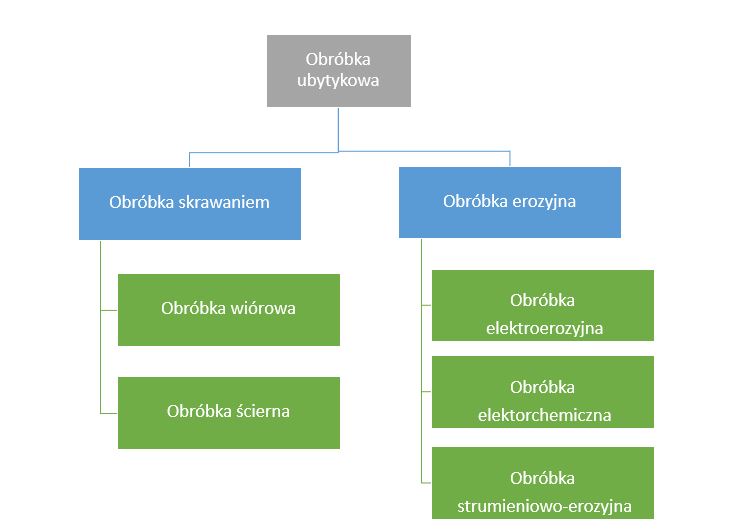 Obróbka
ubytykowa
Obróbka skrawaniem
Obróbka erozyjna
Obróbka wiórowa
Obróbka ścierna
Obróbka
elektroerozyjna
Obróbka
elektorchemiczna
Obróbka
strumieniowo-erozyjna